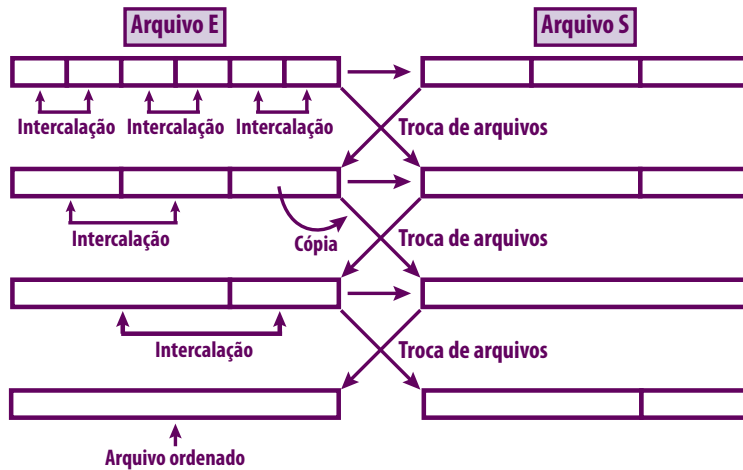 Arquivo E
Arquivo S
Intercalação
Intercalação
Intercalação
Troca de arquivos
Intercalação
Cópia
Troca de arquivos
Intercalação
Troca de arquivos
Arquivo ordenado